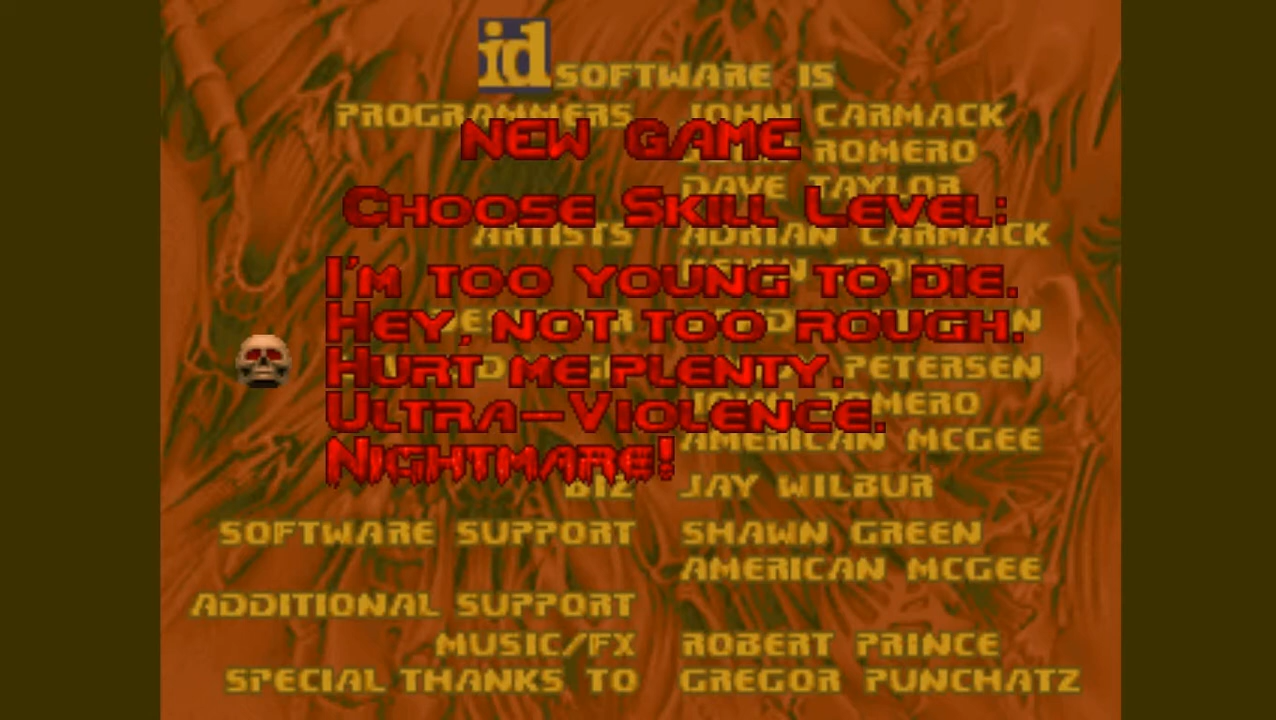 id SOFTWARE IS
PROGRAMMERS JOHN CARMACK
NEW GAME
ROMERO
DAVE TAYLOR
CHOOSE SKILL LEVEL:
ARTISTS ADRIAN CARMACK
I'M TOO YOUNG TO DIE.
HEY, NOT TOO ROUGH.
HURT ME PLENTY.
PETERSEN
ROMERO
ULTRA-VIOLENCE.
AMERICAN MCGEE
NIGHTMARE!
BIZ JAY WILBUR
SOFTWARE SUPPORT SHAWN GREEN
AMERICAN MCGEE
ADDITIONAL SUPPORT
MUSIC/FX ROBERT PRINCE
SPECIAL THANKS TO GREGOR PUNCHATZ